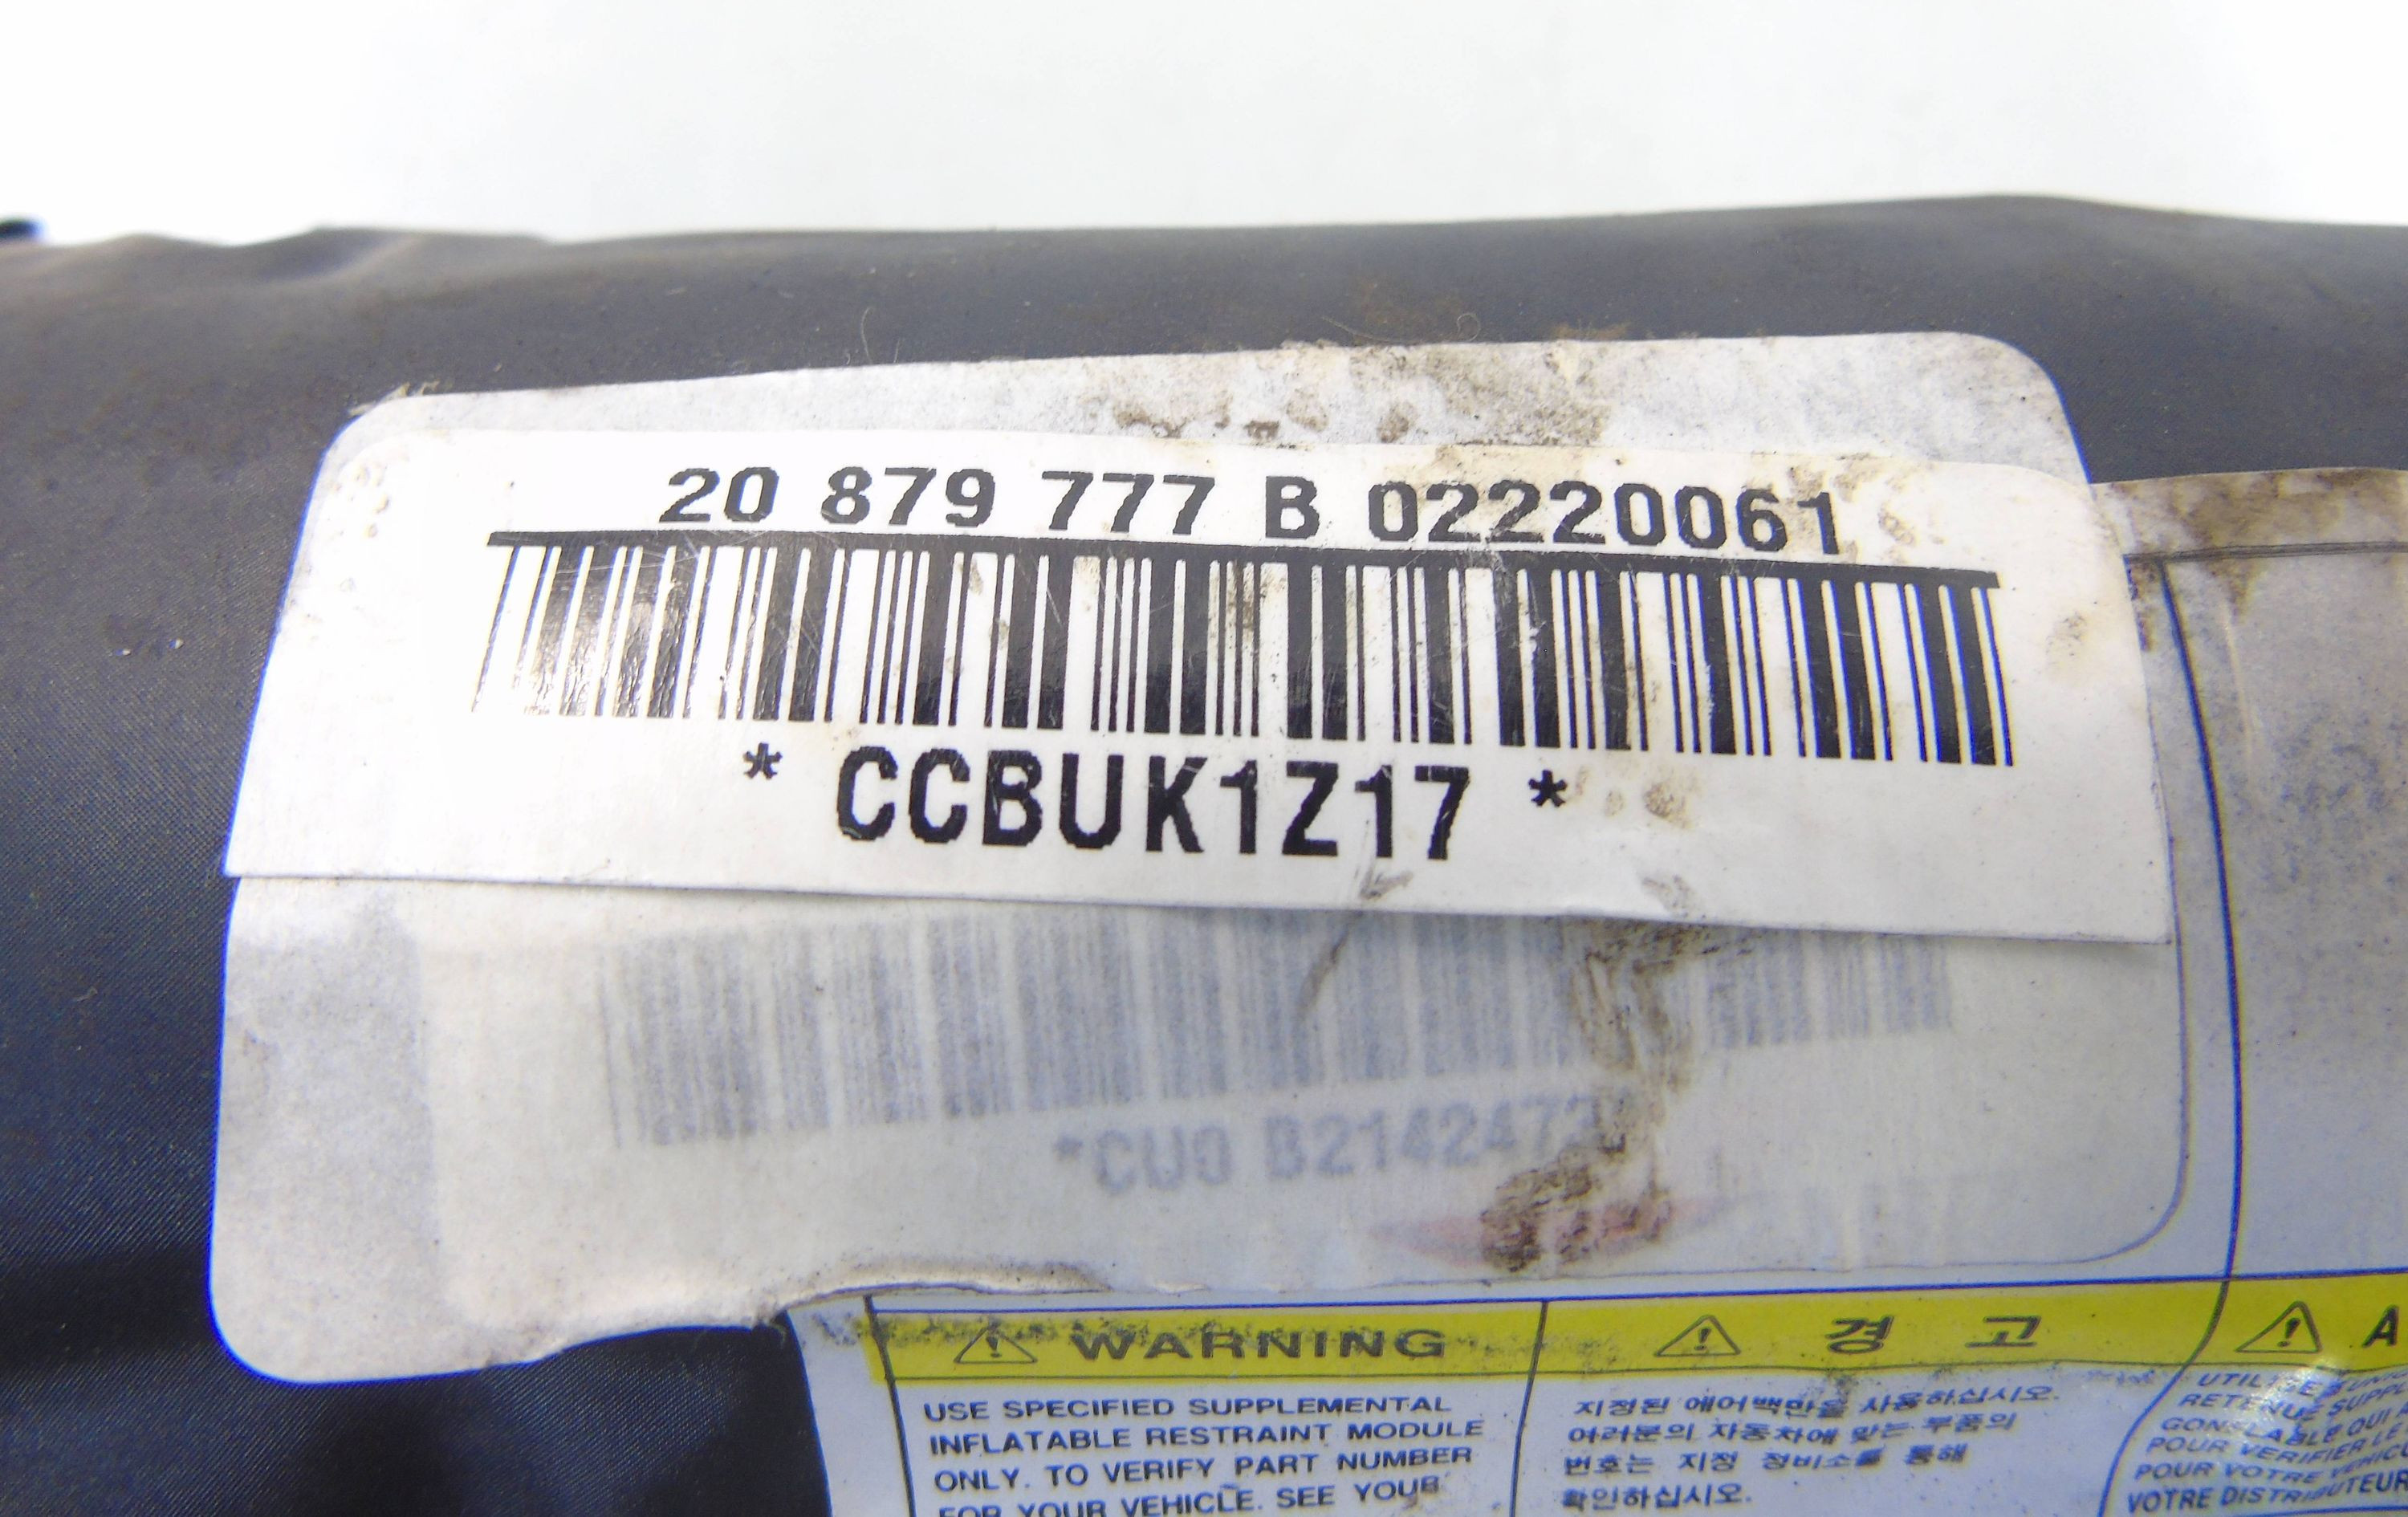 20 879 777 B 02220061
* CCBUK1Z17 *
*CU0 B2142473
WARNING
USE SPECIFIED SUPPLEMENTAL
INFLATABLE RESTRAINT MODULE
ONLY. TO VERIFY PART NUMBER
FOR YOUR VEHICLE. SEE YOUR
경 고
지정된 에어백만을 사용하십시오.
여러분의 자동차에 맞는 부품의
번호는 지정 정비소를 통해
확인하십시오.
A
RETENUE SUPPL
GONFLABLE QUI
POUR VERIFIER LE
POUR VOTRE VEHICU
VOTRE DISTRIBUTEUR